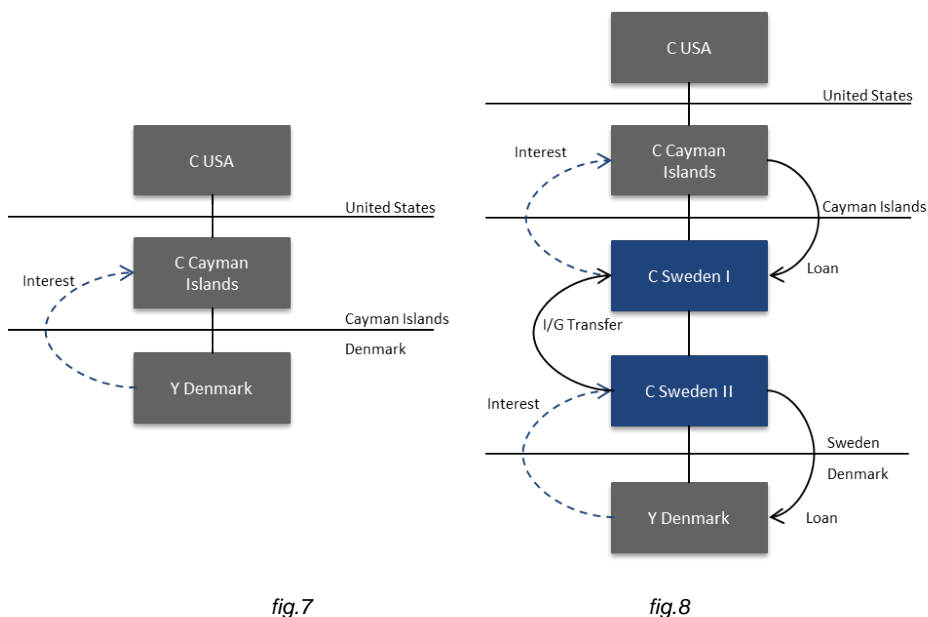 C USA
United States
Interest
C Cayman
Islands
Cayman Islands
Denmark
Y Denmark
fig.7
C USA
United States
Interest
C Cayman
Islands
Cayman Islands
C Sweden I
Loan
I/G Transfer
C Sweden II
Interest
Sweden
Denmark
Y Denmark
Loan
fig.8